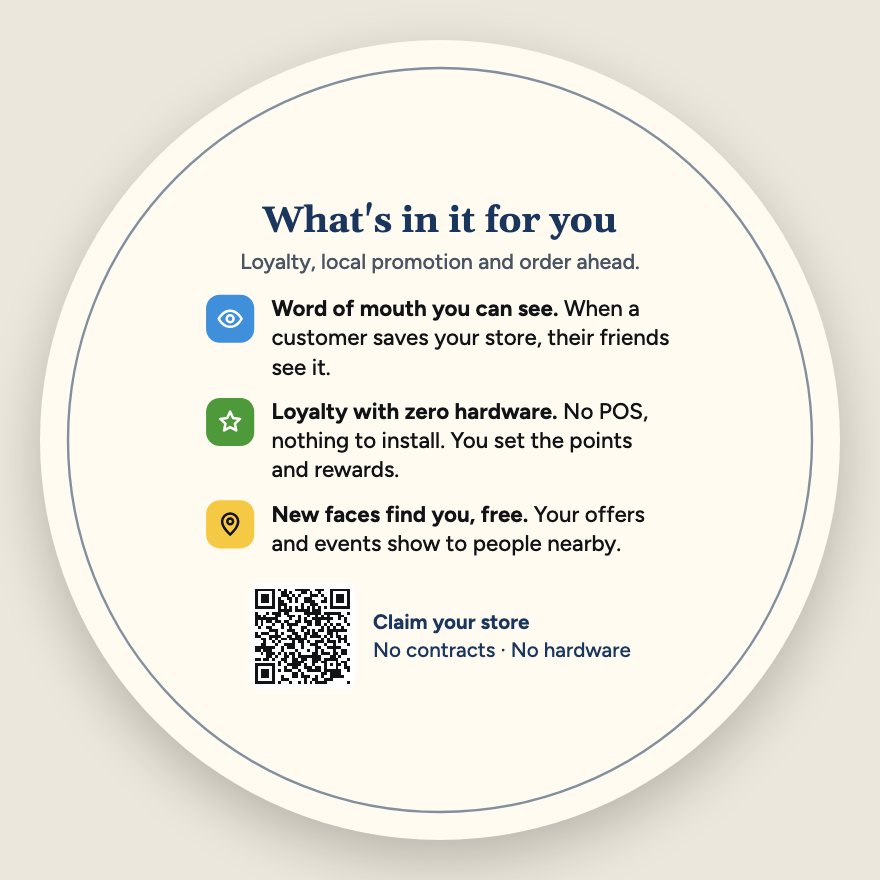 What's in it for you
Loyalty, local promotion and order ahead.
Word of mouth you can see. When a
customer saves your store, their friends
see it.
Loyalty with zero hardware. No POS,
nothing to install. You set the points
and rewards.
New faces find you, free. Your offers
and events show to people nearby.
Claim your store
No contracts · No hardware